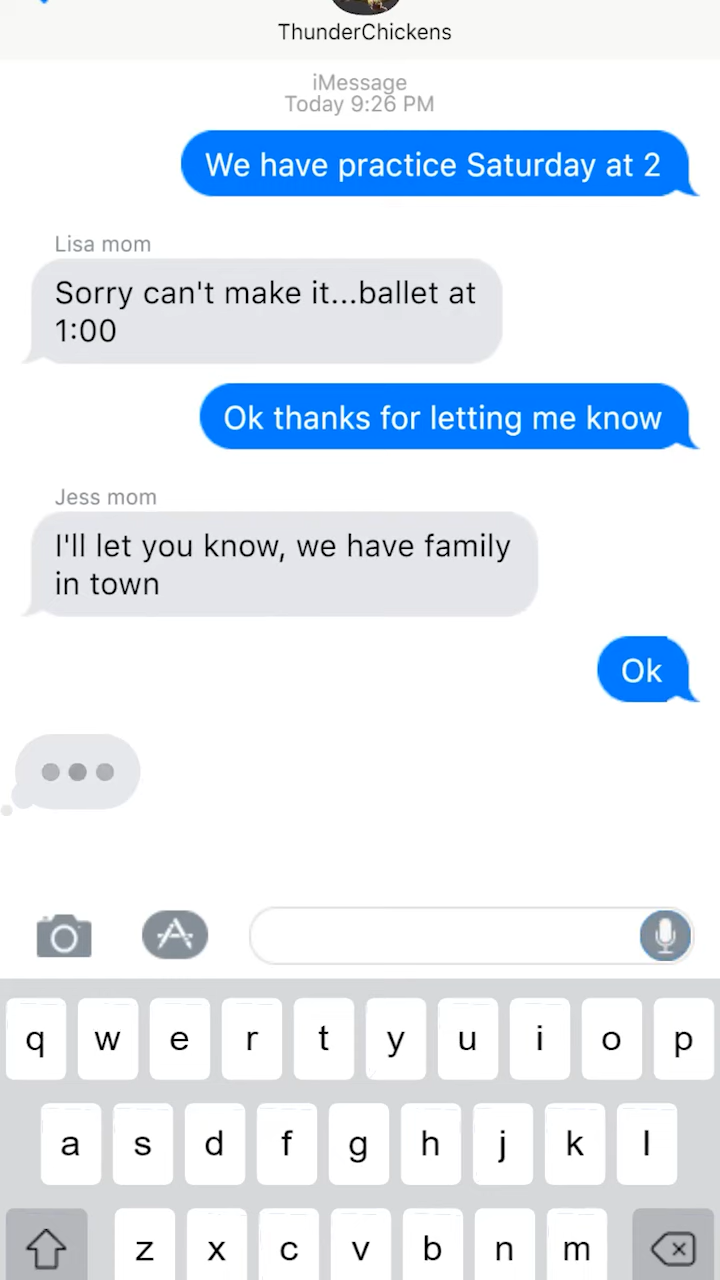 ThunderChickens
iMessage
Today 9:26 PM
We have practice Saturday at 2
Lisa mom
Sorry can't make it...ballet at
1:00
Ok thanks for letting me know
Jess mom
I'll let you know, we have family
in town
Ok
q w e r t y u i o p
a s d f g h j k l
z x c v b n m